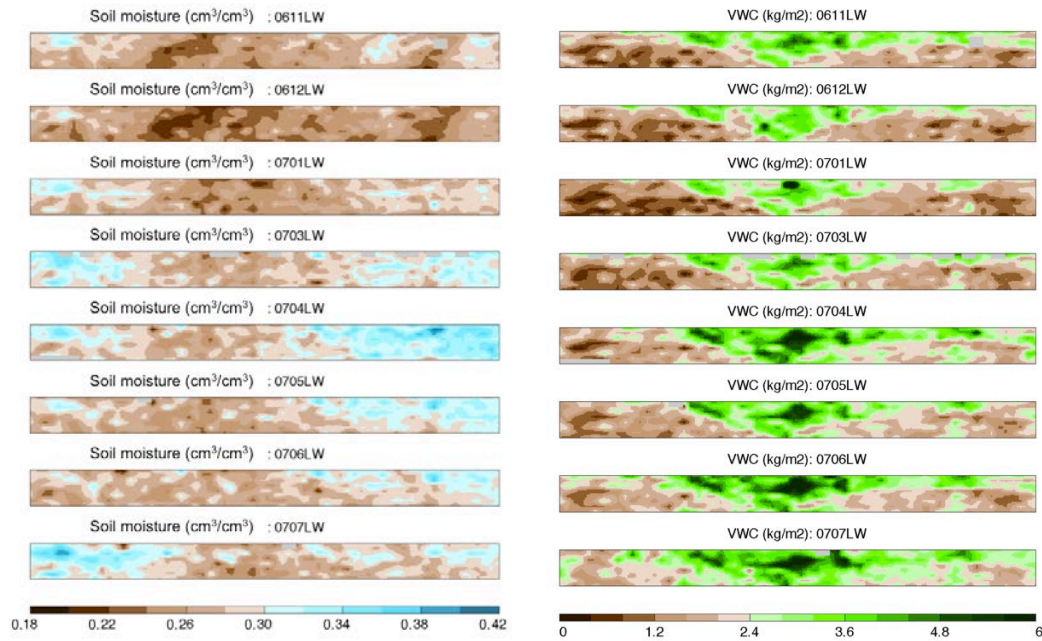 Soil moisture (cm³/cm³) : 0611LW
Soil moisture (cm³/cm³) : 0612LW
Soil moisture (cm³/cm³) : 0701LW
Soil moisture (cm³/cm³) : 0703LW
Soil moisture (cm³/cm³) : 0704LW
Soil moisture (cm³/cm³) : 0705LW
Soil moisture (cm³/cm³) : 0706LW
Soil moisture (cm³/cm³) : 0707LW
0.18 0.22 0.26 0.30 0.34 0.38 0.42
VWC (kg/m2): 0611LW
VWC (kg/m2): 0612LW
VWC (kg/m2): 0701LW
VWC (kg/m2): 0703LW
VWC (kg/m2): 0704LW
VWC (kg/m2): 0705LW
VWC (kg/m2): 0706LW
VWC (kg/m2): 0707LW
0 1.2 2.4 3.6 4.8 6